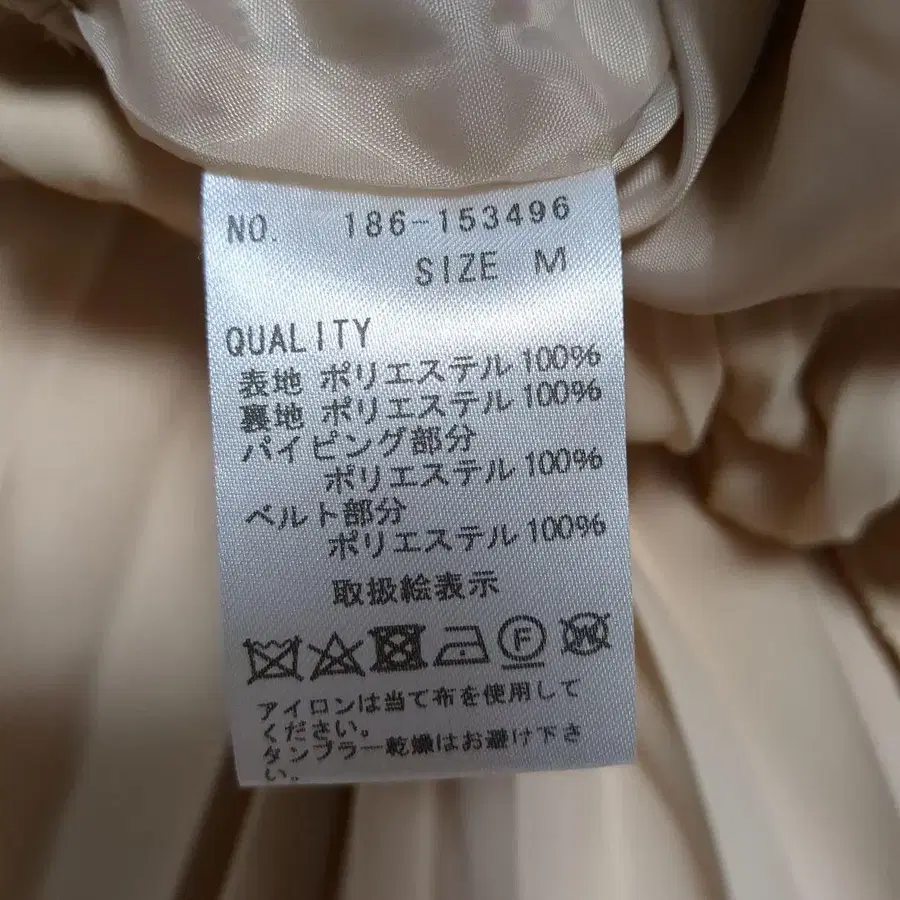 NO. 186-153496
SIZE M
QUALITY
表地 ポリエステル 100%
裏地 ポリエステル 100%
パイピング部分
ポリエステル 100%
ベルト部分
ポリエステル 100%
取扱絵表示
F W
アイロンは当て布を使用して
ください。
タンブラー乾燥はお避け下さ
い。